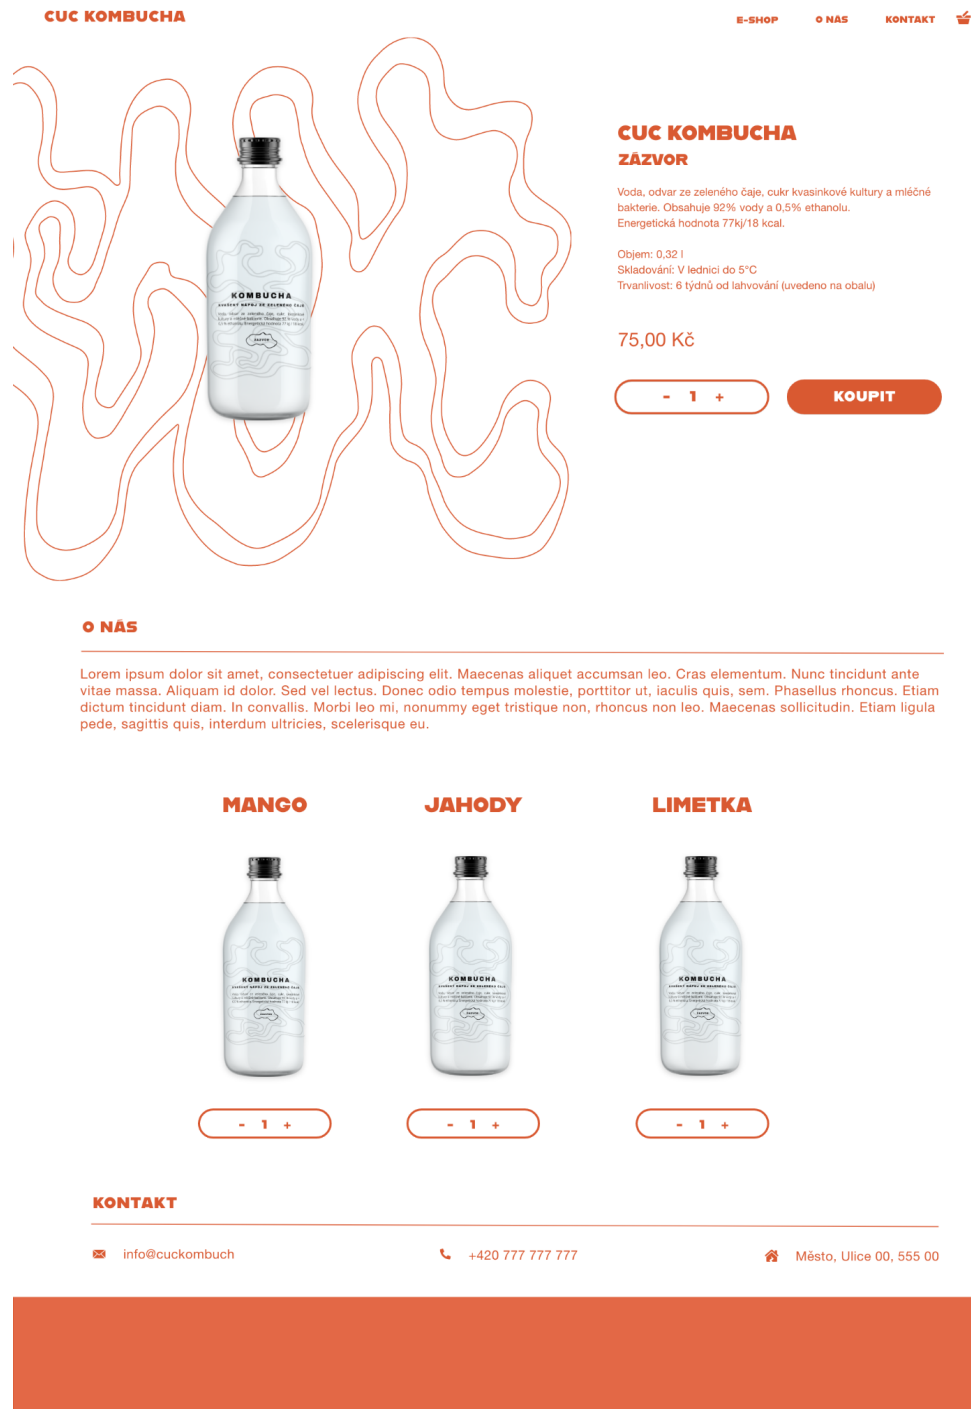 CUC KOMBUCHA
E-SHOP
O NÁS
KONTAKT
CUC KOMBUCHA
ZÁZVOR
Voda, odvar ze zeleného čaje, cukr kvasinkové kultury a mléčné
bakterie. Obsahuje 92% vody a 0,5% ethanolu.
Energetická hodnota 77kj/18 kcal.
Objem: 0,32 l
Skladování: V lednici do 5°C
Trvanlivost: 6 týdnů od lahvování (uvedeno na obalu)
75,00 Kč
- 1 +
KOUPIT
KOMBUCHA
ZÁZVOR
O NÁS
Lorem ipsum dolor sit amet, consectetuer adipiscing elit. Maecenas aliquet accumsan leo. Cras elementum. Nunc tincidunt ante
vitae massa. Aliquam id dolor. Sed vel lectus. Donec odio tempus molestie, porttitor ut, iaculis quis, sem. Phasellus rhoncus. Etiam
dictum tincidunt diam. In convallis. Morbi leo mi, nonummy eget tristique non, rhoncus non leo. Maecenas sollicitudin. Etiam ligula
pede, sagittis quis, interdum ultricies, scelerisque eu.
MANGO
JAHODY
LIMETKA
KOMBUCHA
KOMBUCHA
KOMBUCHA
- 1 +
- 1 +
- 1 +
KONTAKT
info@cuckombuch
+420 777 777 777
Město, Ulice 00, 555 00